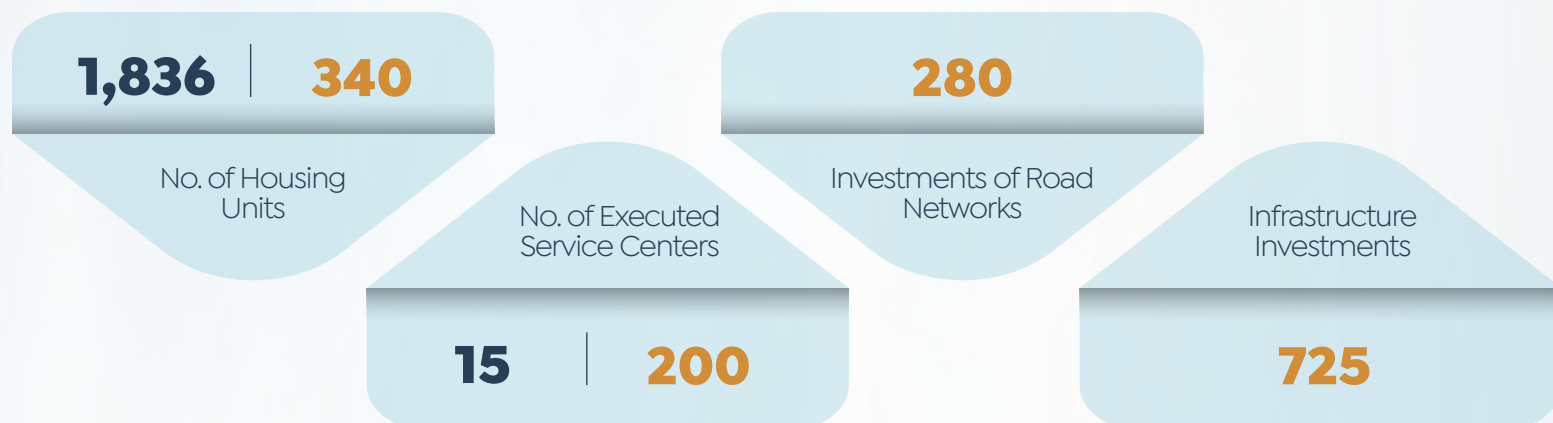 1,836 | 340
No. of Housing
Units
No. of Executed
Service Centers
15 | 200
280
Investments of Road
Networks
Infrastructure
Investments
725